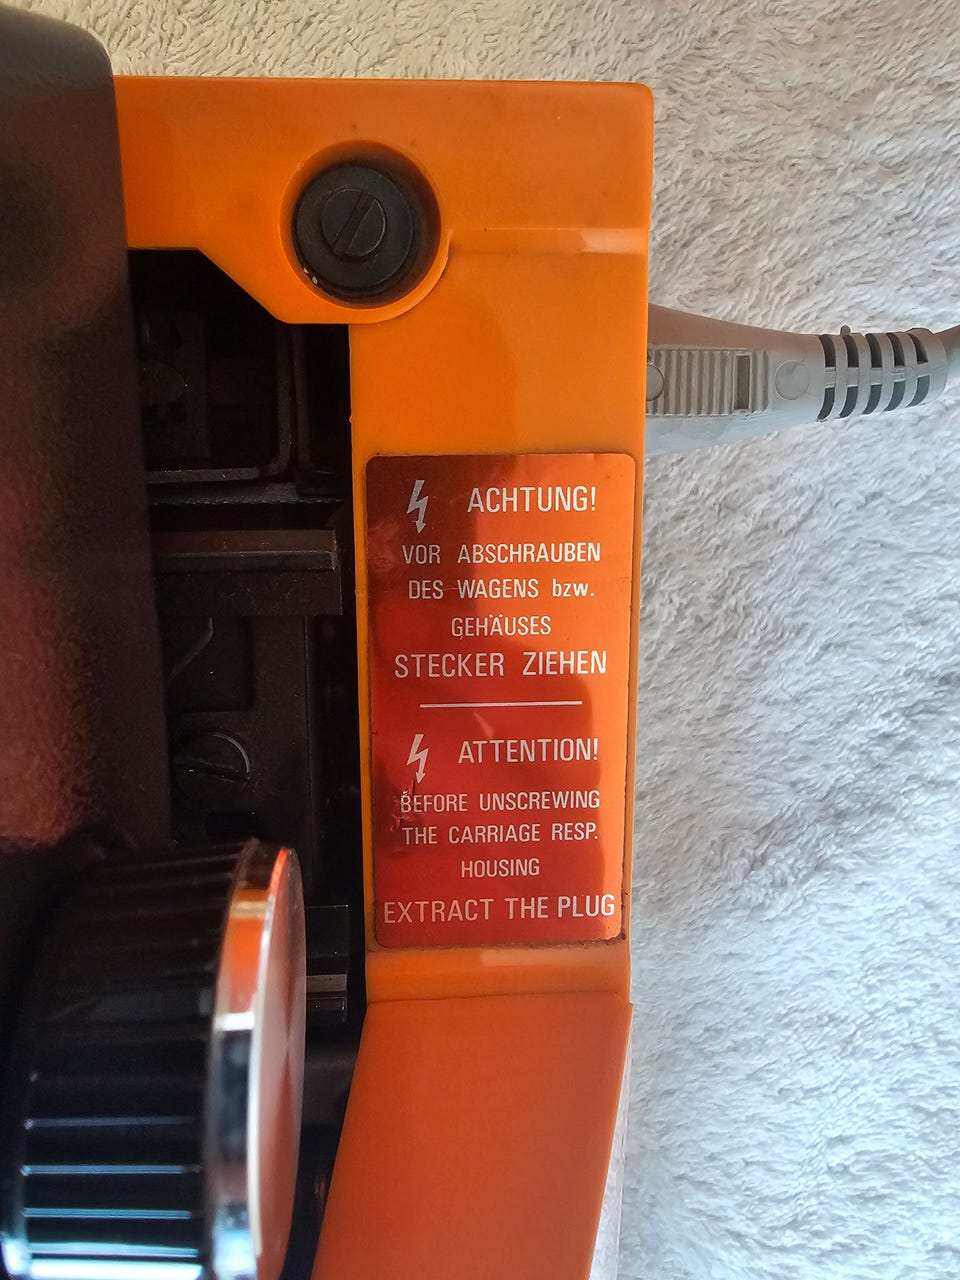 ACHTUNG!
VOR ABSCHRAUBEN
DES WAGENS bzw.
GEHÄUSES
STECKER ZIEHEN
ATTENTION!
BEFORE UNSCREWING
THE CARRIAGE RESP.
HOUSING
EXTRACT THE PLUG